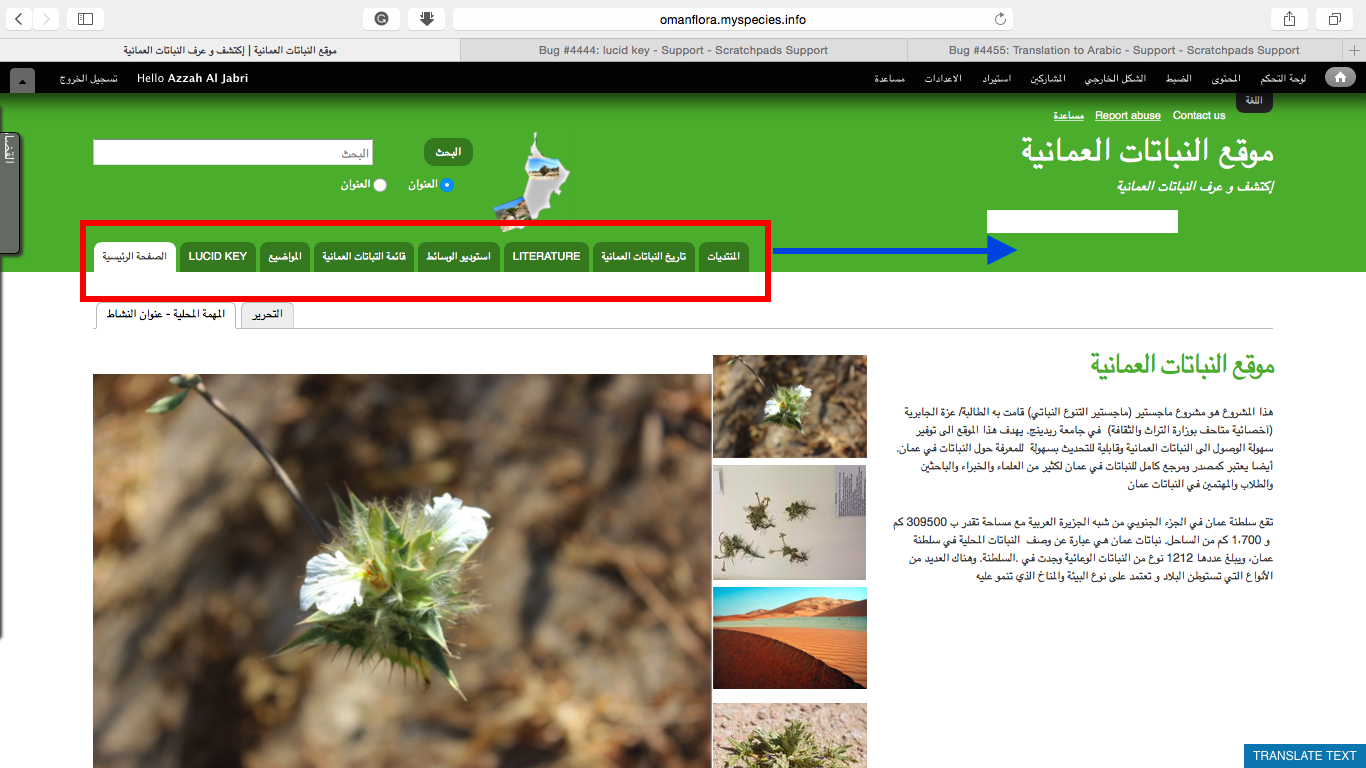 omanflora.myspecies.info
موقع النباتات العمانية | إكتشف و عرف النباتات العمانية
Bug #4444: lucid key - Support - Scratchpads Support
Bug #4455: Translation to Arabic - Support - Scratchpads Support
لوحة التحكم
المحتوى
الضبط
الشكل الخارجي
المشاركين
استيراد
الاعدادات
مساعدة
Hello Azzah Al Jabri
تسجيل الخروج
اللغة
مساعدة Report abuse Contact us
موقع النباتات العمانية
إكتشف و عرف النباتات العمانية
البحث
البحث
العنوان
العنوان
الصفحة الرئيسية
LUCID KEY
المواضيع
قائمة النباتات العمانية
استوديو الوسائط
LITERATURE
تاريخ النباتات العمانية
المنتديات
المهمة المحلية - عنوان النشاط
التحرير
موقع النباتات العمانية
هذا المشروع هو مشروع ماجستير (ماجستير التنوع النباتي) قامت به الطالبة/ عزة الجابرية
(اخصائية متاحف بوزارة التراث والثقافة) في جامعة ريدينج. يهدف هذا الموقع الى توفير
سهولة الوصول الى النباتات العمانية وقابلية للتحديث بسهولة للمعرفة حول النباتات في عمان.
أيضا يعتبر كمصدر ومرجع كامل للنباتات في عمان لكثير من العلماء والخبراء والباحثين
والطلاب والمهتمين في النباتات عمان
تقع سلطنة عمان في الجزء الجنوبي من شبه الجزيرة العربية مع مساحة تقدر ب 309500 كم
و 1،700 كم من الساحل. نباتات عمان هي عبارة عن وصف النباتات المحلية في سلطنة
عمان، ويبلغ عددها 1212 نوع من النباتات الوعائية وجدت في .السلطنة. وهناك العديد من
الأنواع التي تستوطن البلاد و تعتمد على نوع البيئة والمناخ الذي تنمو عليه
TRANSLATE TEXT